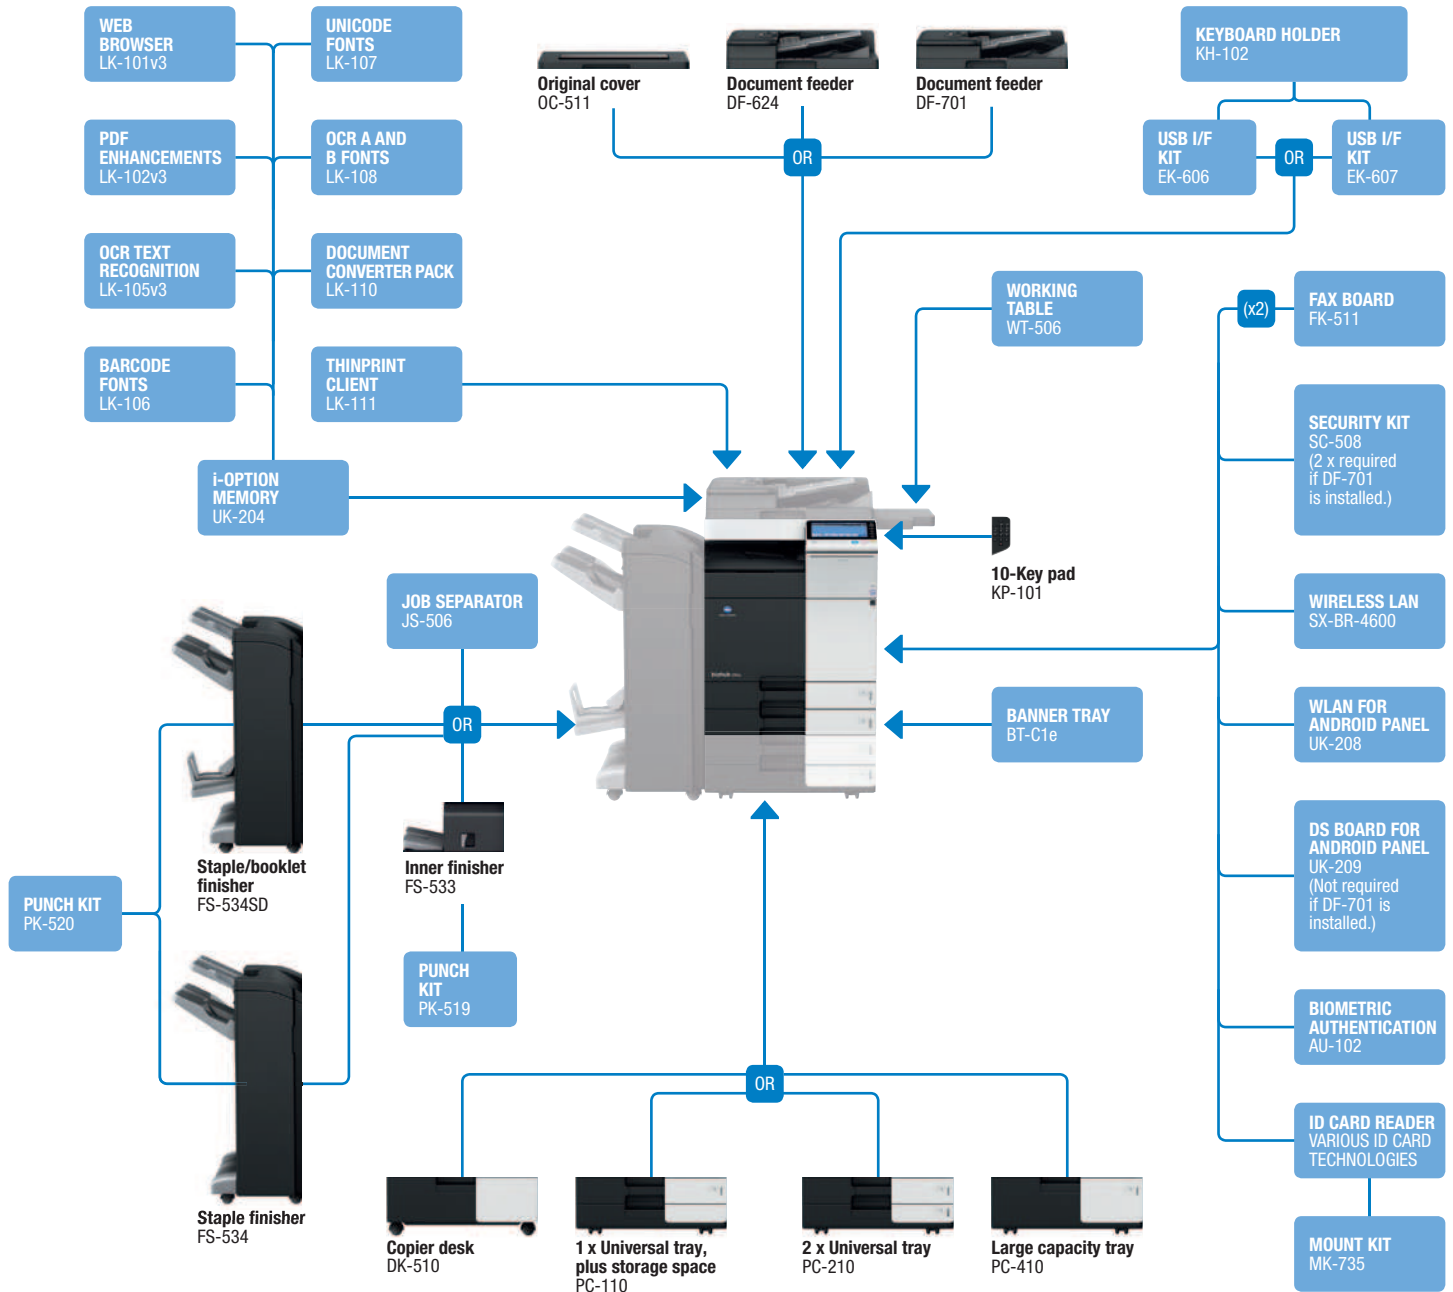 WEB
BROWSER
LK-101v3
UNICODE
FONTS
LK-107
PDF
ENHANCEMENTS
LK-102v3
OCR A AND
B FONTS
LK-108
OCR TEXT
RECOGNITION
LK-105v3
DOCUMENT
CONVERTER PACK
LK-110
BARCODE
FONTS
LK-106
THINPRINT
CLIENT
LK-111
i-OPTION
MEMORY
UK-204
Original cover
OC-511
Document feeder
DF-624
Document feeder
DF-701
OR
KEYBOARD HOLDER
KH-102
USB I/F
KIT
EK-606
OR
USB I/F
KIT
EK-607
WORKING
TABLE
WT-506
(x2)
FAX BOARD
FK-511
SECURITY KIT
SC-508
(2 x required
if DF-701
is installed.)
10-Key pad
KP-101
WIRELESS LAN
SX-BR-4600
BANNER TRAY
BT-C1e
WLAN FOR
ANDROID PANEL
UK-208
DS BOARD FOR
ANDROID PANEL
UK-209
(Not required
if DF-701 is
installed.)
BIOMETRIC
AUTHENTICATION
AU-102
ID CARD READER
VARIOUS ID CARD
TECHNOLOGIES
MOUNT KIT
MK-735
JOB SEPARATOR
JS-506
OR
Staple/booklet
finisher
FS-534SD
Inner finisher
FS-533
PUNCH KIT
PK-520
PUNCH
KIT
PK-519
Staple finisher
FS-534
OR
Copier desk
DK-510
1 x Universal tray,
plus storage space
PC-110
2 x Universal tray
PC-210
Large capacity tray
PC-410